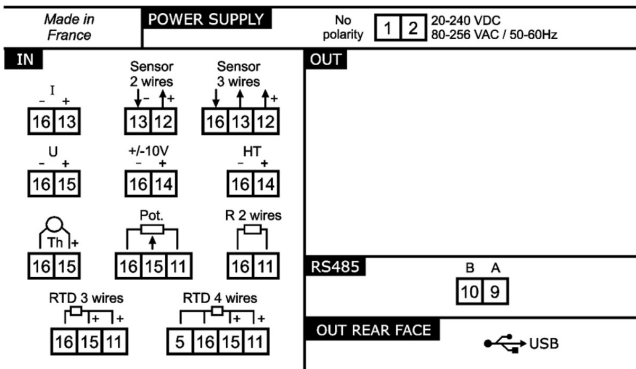 Made in
France
POWER SUPPLY
No
polarity
1 2
20-240 VDC
80-256 VAC / 50-60Hz
IN
I
- +
16 13
Sensor
2 wires
- +
13 12
Sensor
3 wires
+
16 13 12
U
- +
16 15
+/-10V
- +
16 14
HT
- +
16 14
Th +
16 15
Pot.
16 15 11
R 2 wires
16 11
RTD 3 wires
+ +
16 15 11
RTD 4 wires
+ +
5 16 15 11
OUT
RS485
B A
10 9
OUT REAR FACE
USB